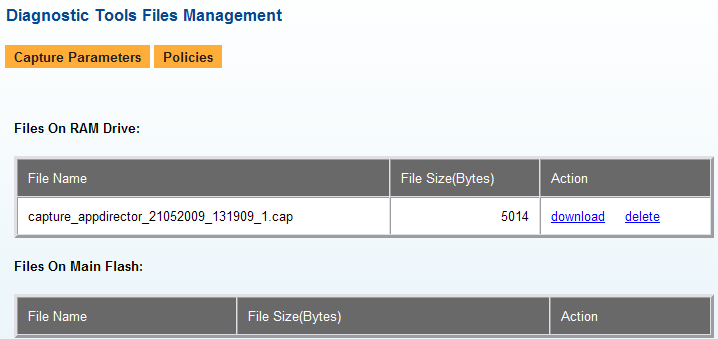 Diagnostic Tools Files Management
Capture Parameters Policies
Files On RAM Drive:
File Name File Size(Bytes) Action
capture_appdirector_21052009_131909_1.cap 5014 download delete
Files On Main Flash:
File Name File Size(Bytes) Action